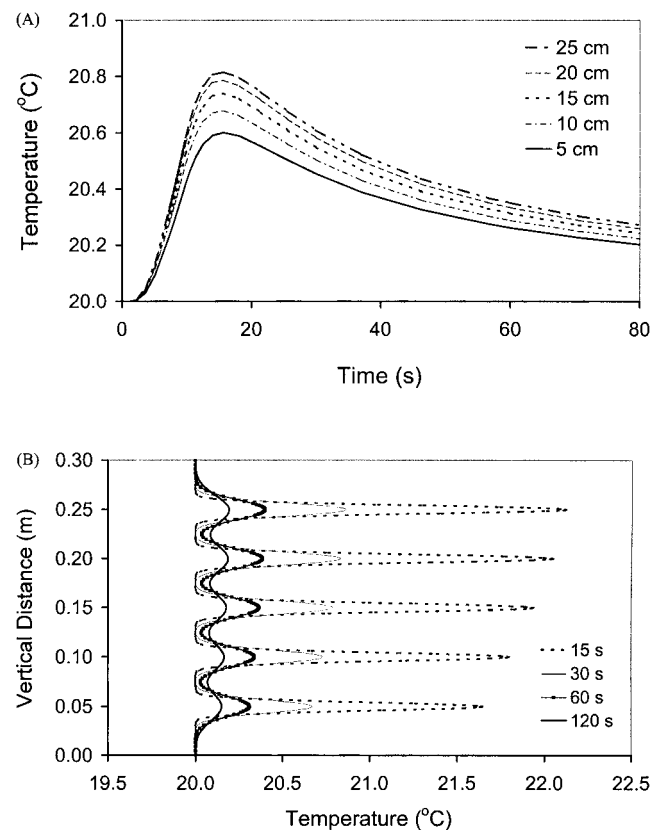 (A)
21.0
20.8
20.6
20.4
20.2
20.0
Temperature (°C)
25 cm
20 cm
15 cm
10 cm
5 cm
0 20 40 60 80
Time (s)
(B)
0.30
0.25
0.20
0.15
0.10
0.05
0.00
Vertical Distance (m)
15 s
30 s
60 s
120 s
19.5 20.0 20.5 21.0 21.5 22.0 22.5
Temperature (°C)